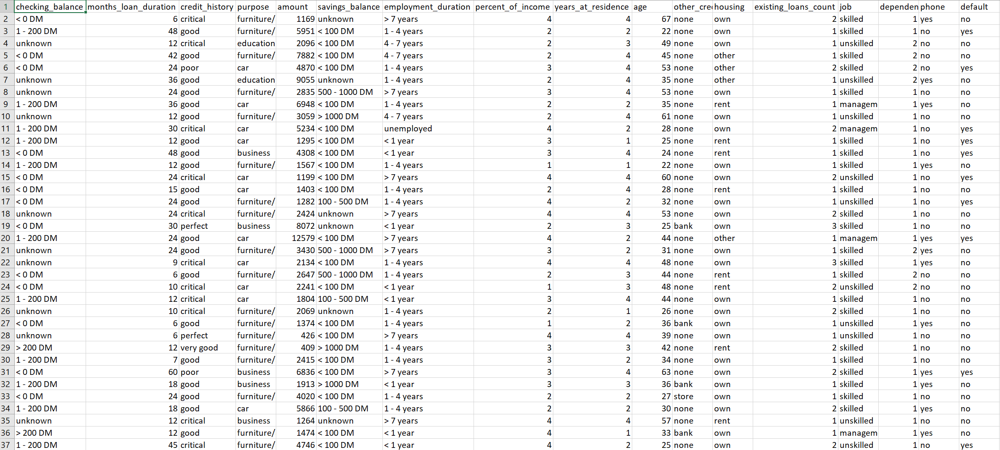 1 checking_balance months_loan_duration credit_history purpose amount savings_balance employment_duration percent_of_income years_at_residence age other_cre housing existing_loans_count job dependen phone default
2 < 0 DM 6 critical furniture/ 1169 unknown > 7 years 4 4 67 none own 2 skilled 1 yes no
3 1 - 200 DM 48 good furniture/ 5951 < 100 DM 1 - 4 years 2 2 22 none own 1 skilled 1 no yes
4 unknown 12 critical education 2096 < 100 DM 4 - 7 years 2 3 49 none own 1 unskilled 2 no no
5 < 0 DM 42 good furniture/ 7882 < 100 DM 4 - 7 years 2 4 45 none other 1 skilled 2 no no
6 < 0 DM 24 poor car 4870 < 100 DM 1 - 4 years 3 4 53 none other 2 skilled 2 no yes
7 unknown 36 good education 9055 unknown 1 - 4 years 2 4 35 none other 1 unskilled 2 yes no
8 unknown 24 good furniture/ 2835 500 - 1000 DM > 7 years 3 4 53 none own 1 skilled 1 no no
9 1 - 200 DM 36 good car 6948 < 100 DM 1 - 4 years 2 2 35 none rent 1 managem 1 yes no
10 unknown 12 good furniture/ 3059 > 1000 DM 4 - 7 years 2 4 61 none own 1 unskilled 1 no no
11 1 - 200 DM 30 critical car 5234 < 100 DM unemployed 4 2 28 none own 2 managem 1 no yes
12 1 - 200 DM 12 good car 1295 < 100 DM < 1 year 3 1 25 none rent 1 skilled 1 no yes
13 < 0 DM 48 good business 4308 < 100 DM < 1 year 3 4 24 none rent 1 skilled 1 no yes
14 1 - 200 DM 12 good furniture/ 1567 < 100 DM 1 - 4 years 1 1 22 none own 1 skilled 1 yes no
15 < 0 DM 24 critical car 1199 < 100 DM > 7 years 4 4 60 none own 2 unskilled 1 no yes
16 < 0 DM 15 good car 1403 < 100 DM 1 - 4 years 2 4 28 none rent 1 skilled 1 no no
17 < 0 DM 24 good furniture/ 1282 100 - 500 DM 1 - 4 years 4 2 32 none own 1 unskilled 1 no yes
18 unknown 24 critical furniture/ 2424 unknown > 7 years 4 4 53 none own 2 skilled 1 no no
19 < 0 DM 30 perfect business 8072 unknown < 1 year 2 3 25 bank own 3 skilled 1 no no
20 1 - 200 DM 24 good car 12579 < 100 DM > 7 years 4 2 44 none other 1 managem 1 yes yes
21 unknown 24 good furniture/ 3430 500 - 1000 DM > 7 years 3 2 31 none own 1 skilled 2 yes no
22 unknown 9 critical car 2134 < 100 DM 1 - 4 years 4 4 48 none own 3 skilled 1 yes no
23 < 0 DM 6 good furniture/ 2647 500 - 1000 DM 1 - 4 years 2 3 44 none rent 1 skilled 2 no no
24 < 0 DM 10 critical car 2241 < 100 DM < 1 year 1 3 48 none rent 2 unskilled 2 no no
25 1 - 200 DM 12 critical car 1804 100 - 500 DM < 1 year 3 4 44 none own 1 skilled 1 no no
26 unknown 10 critical furniture/ 2069 unknown 1 - 4 years 2 1 26 none own 2 skilled 1 no no
27 < 0 DM 6 good furniture/ 1374 < 100 DM 1 - 4 years 1 2 36 bank own 1 unskilled 1 yes no
28 unknown 6 perfect furniture/ 426 < 100 DM > 7 years 4 4 39 none own 1 unskilled 1 no no
29 > 200 DM 12 very good furniture/ 409 > 1000 DM 1 - 4 years 3 3 42 none rent 2 skilled 1 no no
30 1 - 200 DM 7 good furniture/ 2415 < 100 DM 1 - 4 years 3 2 34 none own 1 skilled 1 no no
31 < 0 DM 60 poor business 6836 < 100 DM > 7 years 3 4 63 none own 2 skilled 1 yes yes
32 1 - 200 DM 18 good business 1913 > 1000 DM < 1 year 3 3 36 bank own 1 skilled 1 yes no
33 < 0 DM 24 good furniture/ 4020 < 100 DM 1 - 4 years 2 2 27 store own 1 skilled 1 no no
34 1 - 200 DM 18 good car 5866 100 - 500 DM 1 - 4 years 2 2 30 none own 2 skilled 1 yes no
35 unknown 12 critical business 1264 unknown > 7 years 4 4 57 none rent 1 unskilled 1 no no
36 > 200 DM 12 good furniture/ 1474 < 100 DM < 1 year 4 1 33 bank own 1 managem 1 yes no
37 1 - 200 DM 45 critical furniture/ 4746 < 100 DM < 1 year 4 2 25 none own 2 unskilled 1 no yes